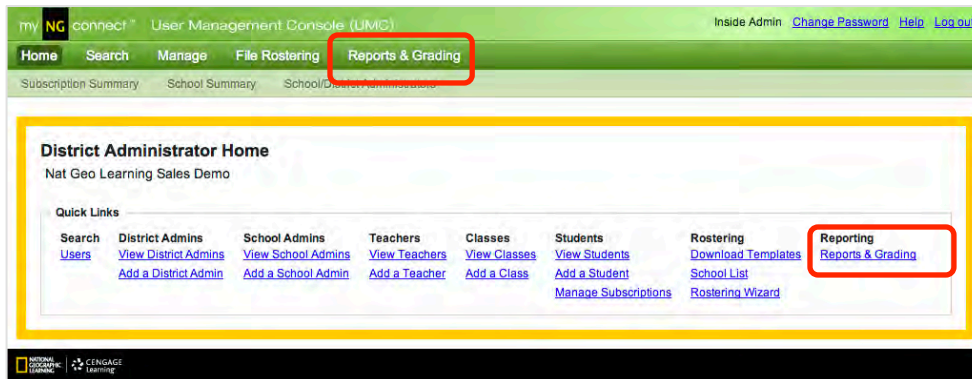 my NG connect™ User Management Console (UMC)
Inside Admin Change Password Help Log out
Home Search Manage File Rostering Reports & Grading
Subscription Summary School Summary School/District Administrators
District Administrator Home
Nat Geo Learning Sales Demo
Quick Links
Search District Admins School Admins Teachers Classes Students Rostering Reporting
Users View District Admins View School Admins View Teachers View Classes View Students Download Templates Reports & Grading
Add a District Admin Add a School Admin Add a Teacher Add a Class Add a Student School List
Manage Subscriptions Rostering Wizard
NATIONAL GEOGRAPHIC LEARNING CENGAGE Learning